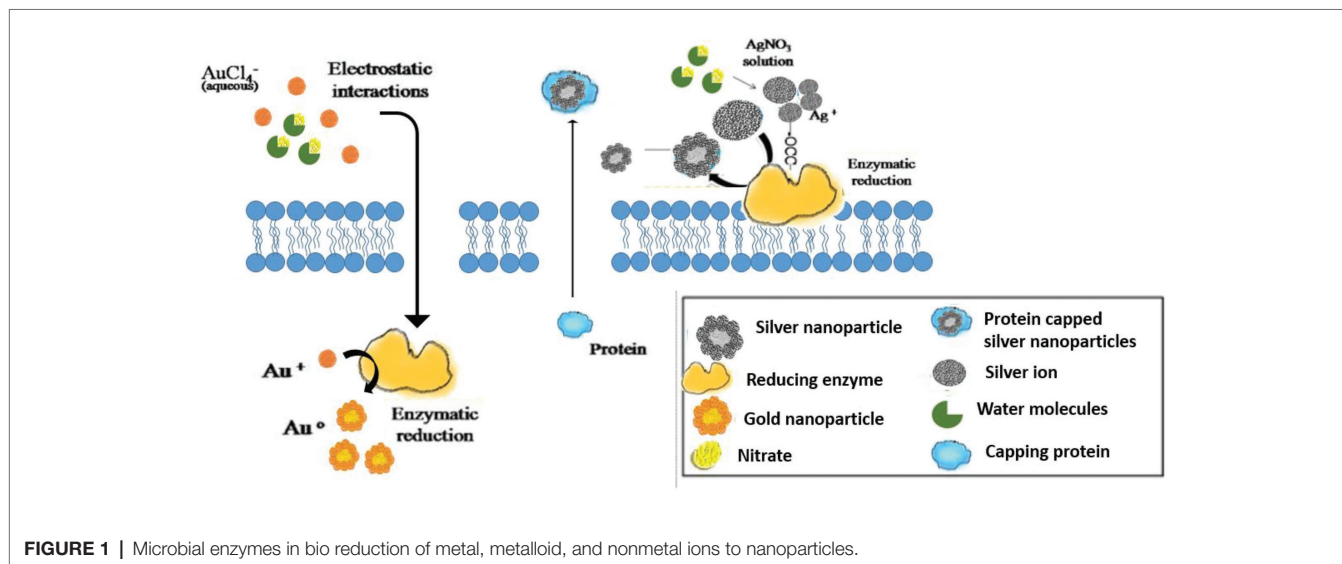 AuCl₄⁻
(aqueous)
Electrostatic
interactions
AgNO₃
solution
Ag ⁺
OCC
Enzymatic
reduction
Protein
Au ⁺
Au ᵒ
Enzymatic
reduction
Silver nanoparticle
Reducing enzyme
Gold nanoparticle
Nitrate
Protein capped
silver nanoparticles
Silver ion
Water molecules
Capping protein
FIGURE 1 | Microbial enzymes in bio reduction of metal, metalloid, and nonmetal ions to nanoparticles.